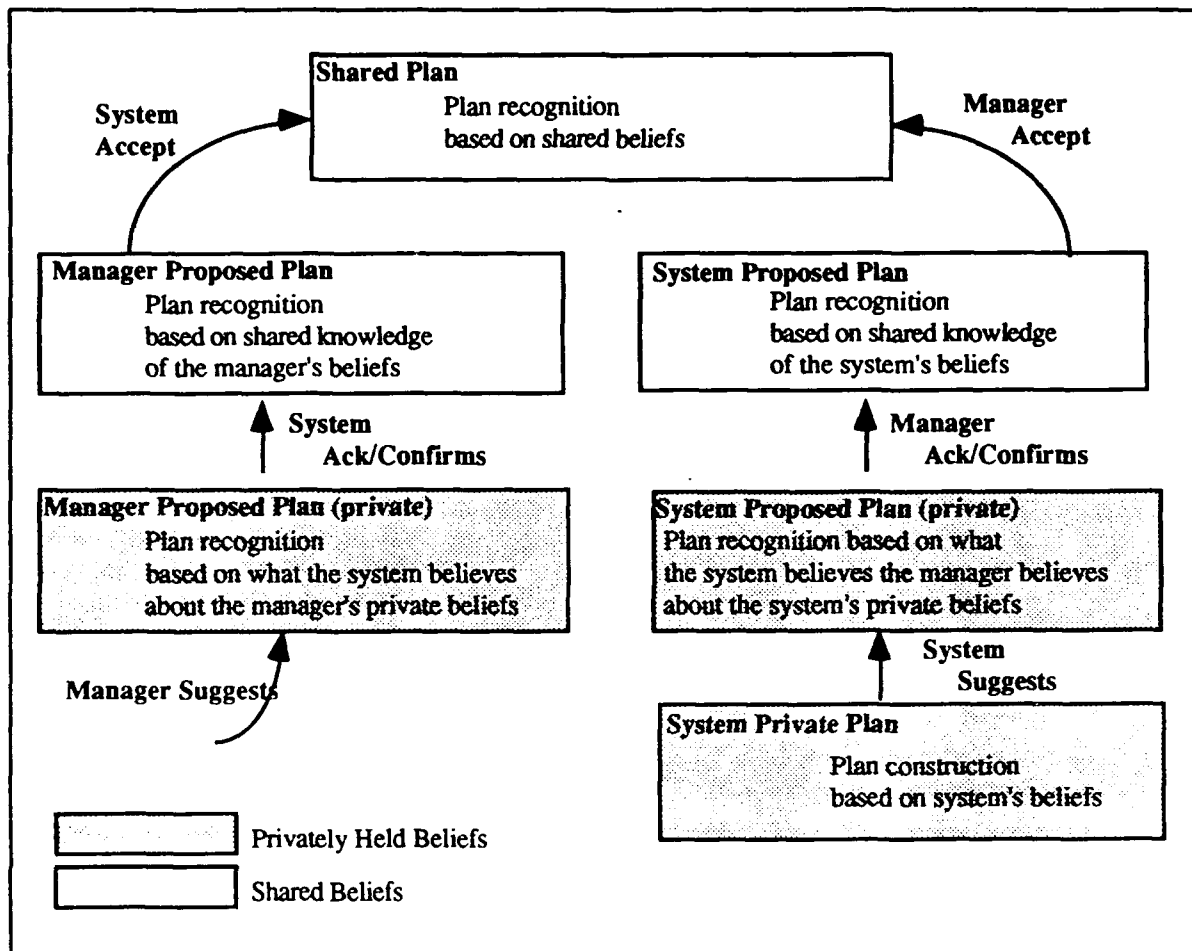 Shared Plan
Plan recognition
based on shared beliefs
System
Accept
Manager
Accept
Manager Proposed Plan
Plan recognition
based on shared knowledge
of the manager's beliefs
System Proposed Plan
Plan recognition
based on shared knowledge
of the system's beliefs
System
Ack/Confirms
Manager
Ack/Confirms
Manager Proposed Plan (private)
Plan recognition
based on what the system believes
about the manager's private beliefs
System Proposed Plan (private)
Plan recognition based on what
the system believes the manager believes
about the system's private beliefs
Manager Suggests
System
Suggests
System Private Plan
Plan construction
based on system's beliefs
Privately Held Beliefs
Shared Beliefs